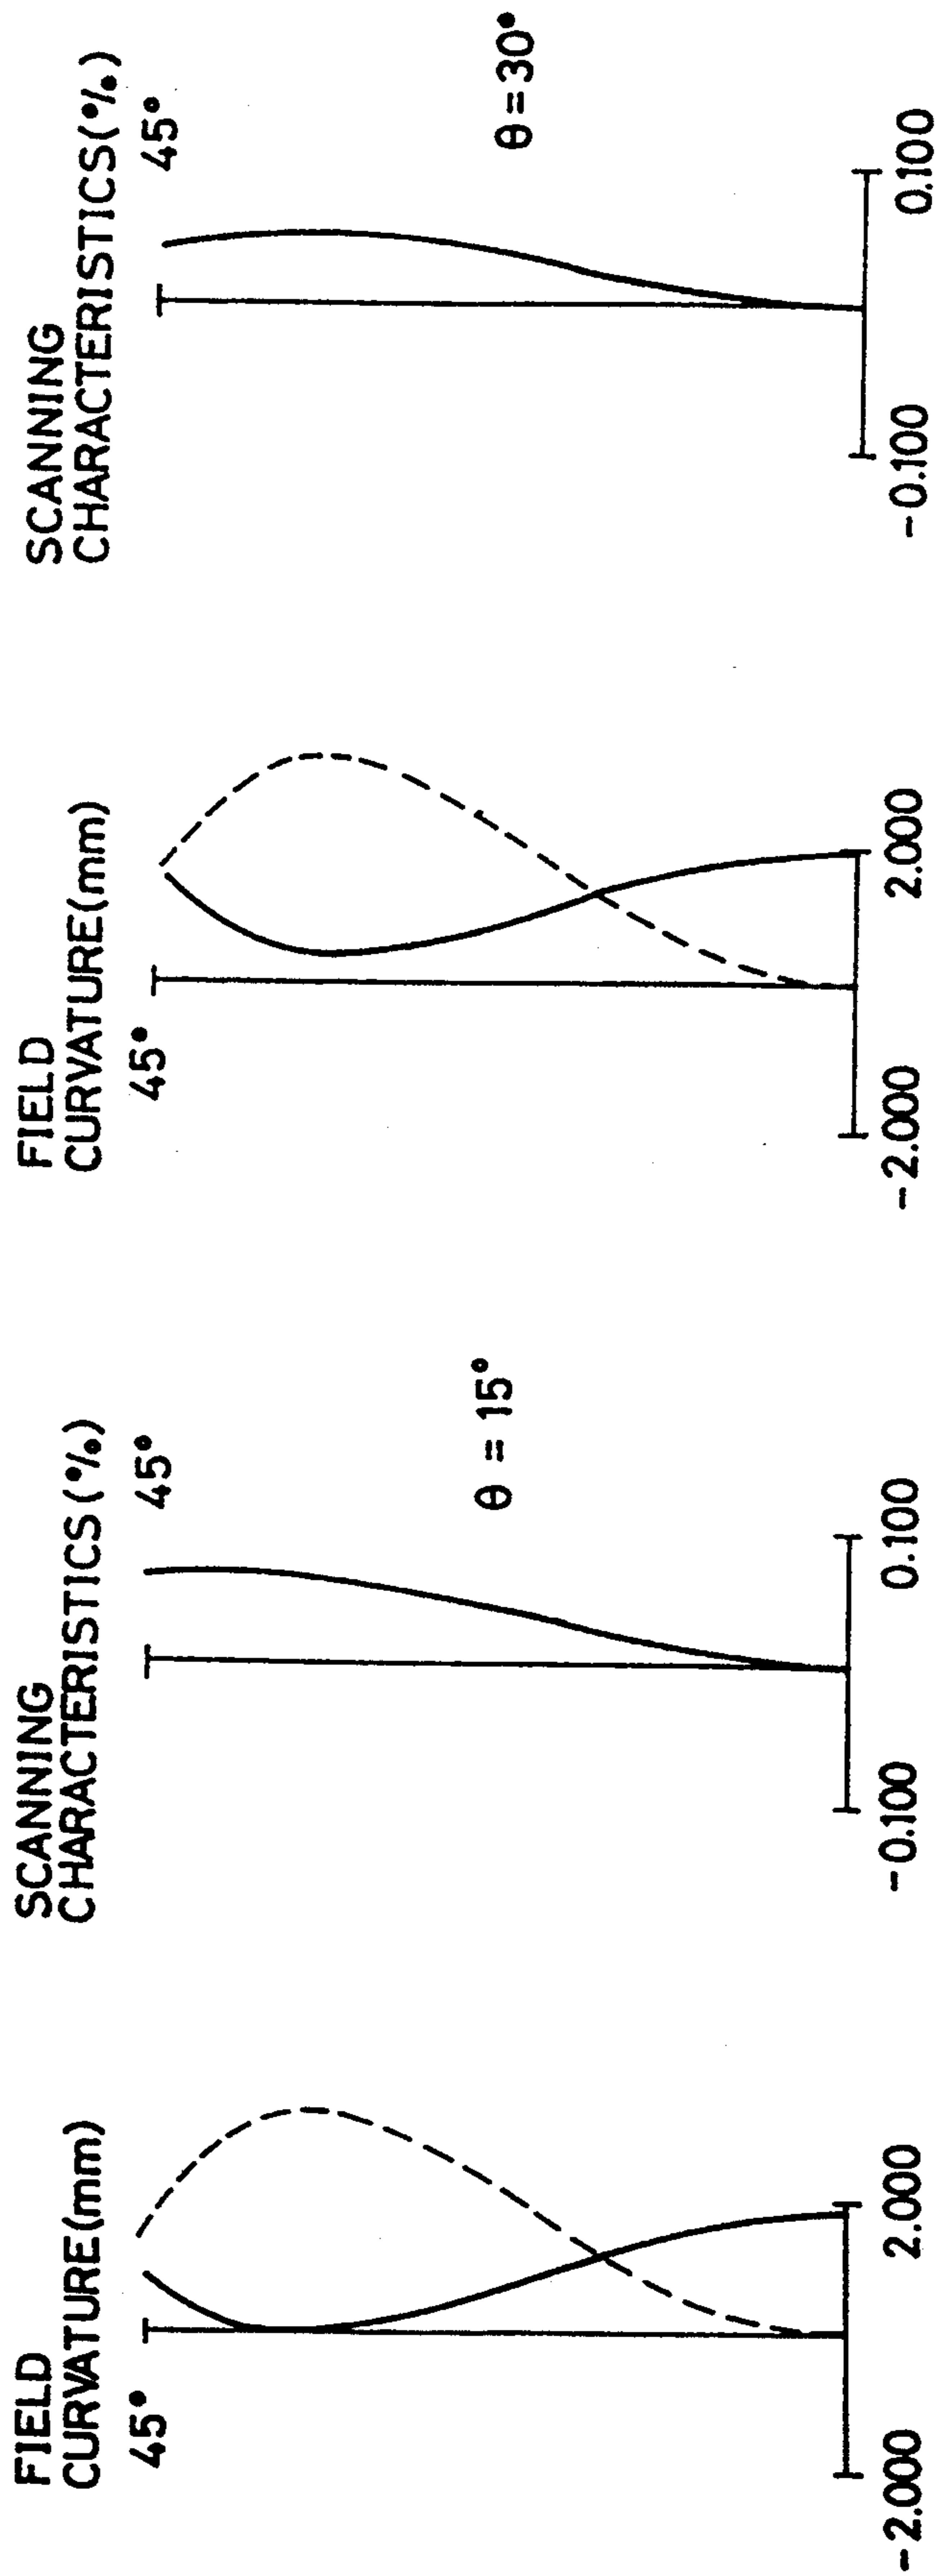 FIELD
CURVATURE(mm)
45°
-2.000
2.000
SCANNING
CHARACTERISTICS(%)
45°
θ = 15°
-0.100
0.100
FIELD
CURVATURE(mm)
45°
-2.000
2.000
SCANNING
CHARACTERISTICS(%)
45°
θ=30°
-0.100
0.100